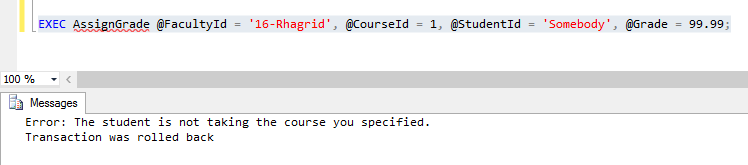 EXEC AssignGrade @FacultyId = '16-Rhagrid', @CourseId = 1, @StudentId = 'Somebody', @Grade = 99.99;
100 %
Messages
Error: The student is not taking the course you specified.
Transaction was rolled back